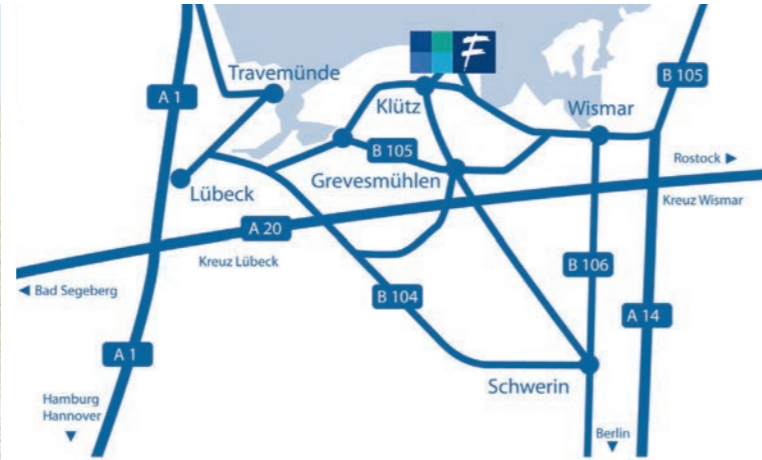 F
Travemünde
B 105
A 1
Klütz
Wismar
B 105
Rostock ▶
Lübeck
Grevesmühlen
Kreuz Wismar
A 20
Kreuz Lübeck
B 106
◀ Bad Segeberg
B 104
A 14
A 1
Schwerin
Hamburg
Hannover
▼
Berlin
▼